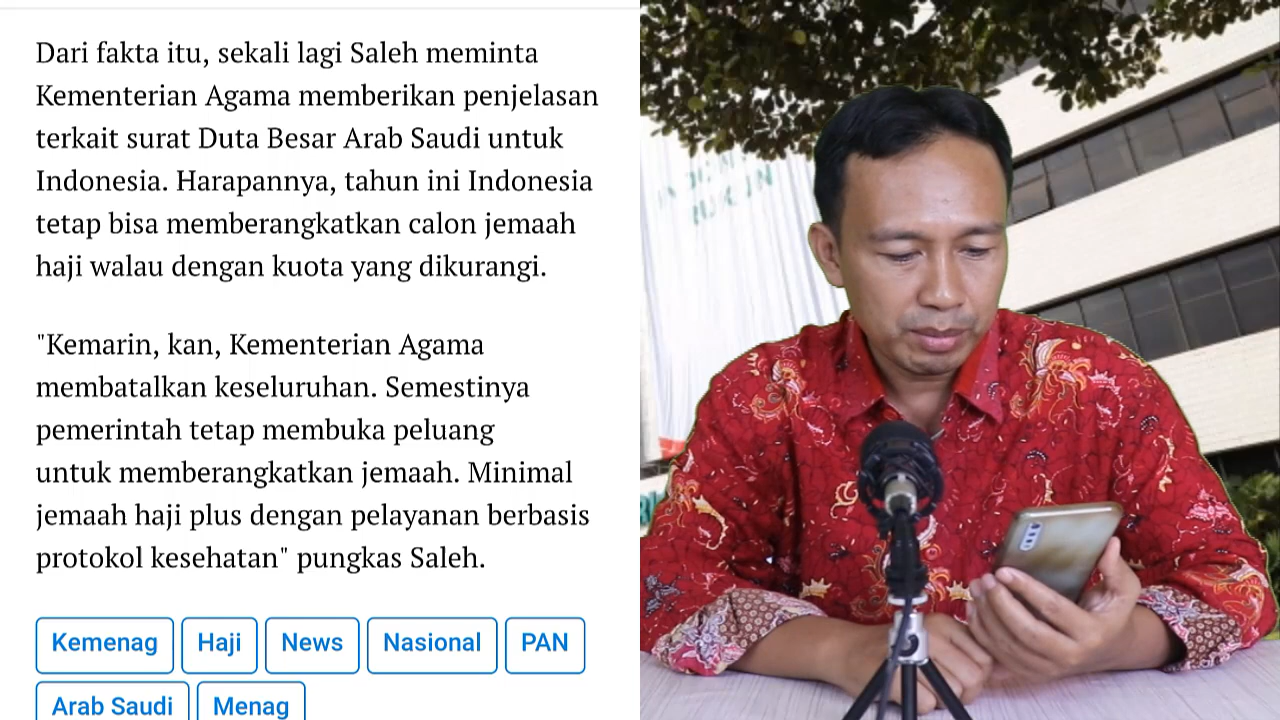 Dari fakta itu, sekali lagi Saleh meminta
Kementerian Agama memberikan penjelasan
terkait surat Duta Besar Arab Saudi untuk
Indonesia. Harapannya, tahun ini Indonesia
tetap bisa memberangkatkan calon jemaah
haji walau dengan kuota yang dikurangi.
"Kemarin, kan, Kementerian Agama
membatalkan keseluruhan. Semestinya
pemerintah tetap membuka peluang
untuk memberangkatkan jemaah. Minimal
jemaah haji plus dengan pelayanan berbasis
protokol kesehatan" pungkas Saleh.
Kemenag Haji News Nasional PAN
Arab Saudi Menag